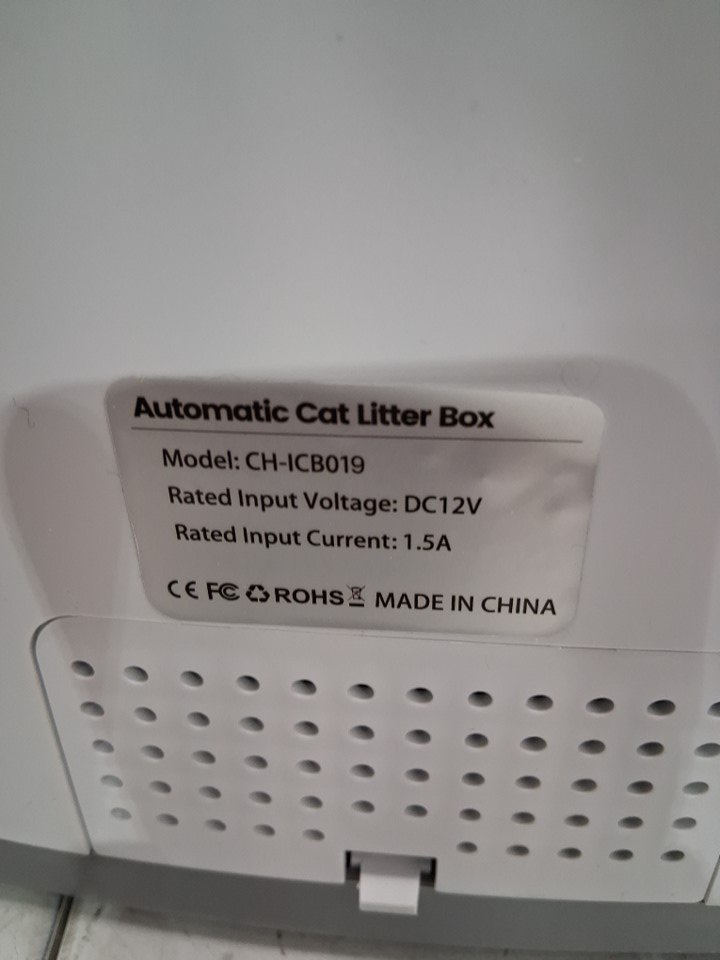 Automatic Cat Litter Box
Model: CH-ICB019
Rated Input Voltage: DC12V
Rated Input Current: 1.5A
CE FC ROHS MADE IN CHINA